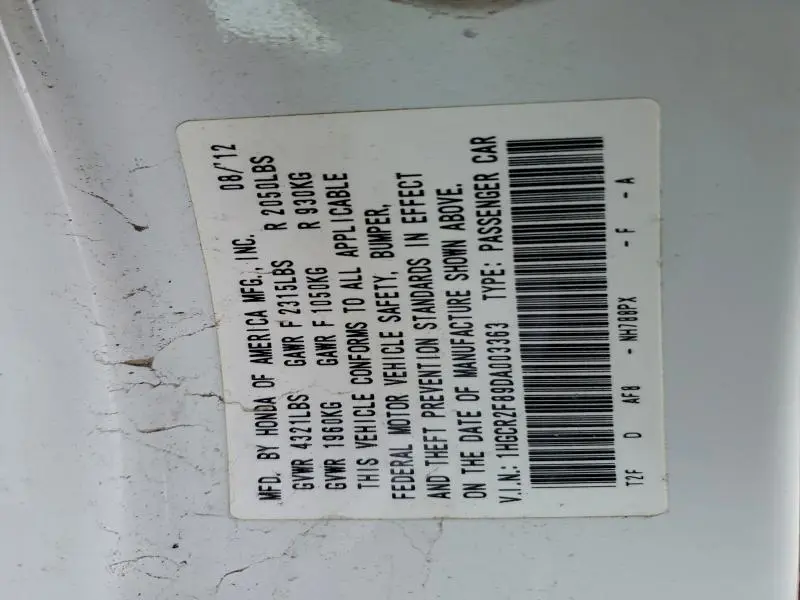 MFD. BY HONDA OF AMERICA MFG., INC. 08/'12
GVWR 4321LBS GAWR F 2315LBS R 2050LBS
GVWR 1960KG GAWR F 1050KG R 930KG
THIS VEHICLE CONFORMS TO ALL APPLICABLE
FEDERAL MOTOR VEHICLE SAFETY, BUMPER,
AND THEFT PREVENTION STANDARDS IN EFFECT
ON THE DATE OF MANUFACTURE SHOWN ABOVE.
V.I.N.: 1HGCR2F89DA003363 TYPE: PASSENGER CAR
T2F D AF8 - NH788PX - F - A